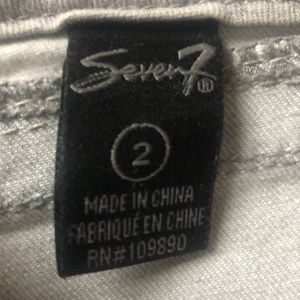 Seven7®
2
MADE IN CHINA
FABRIQUÉ EN CHINE
RN#109890